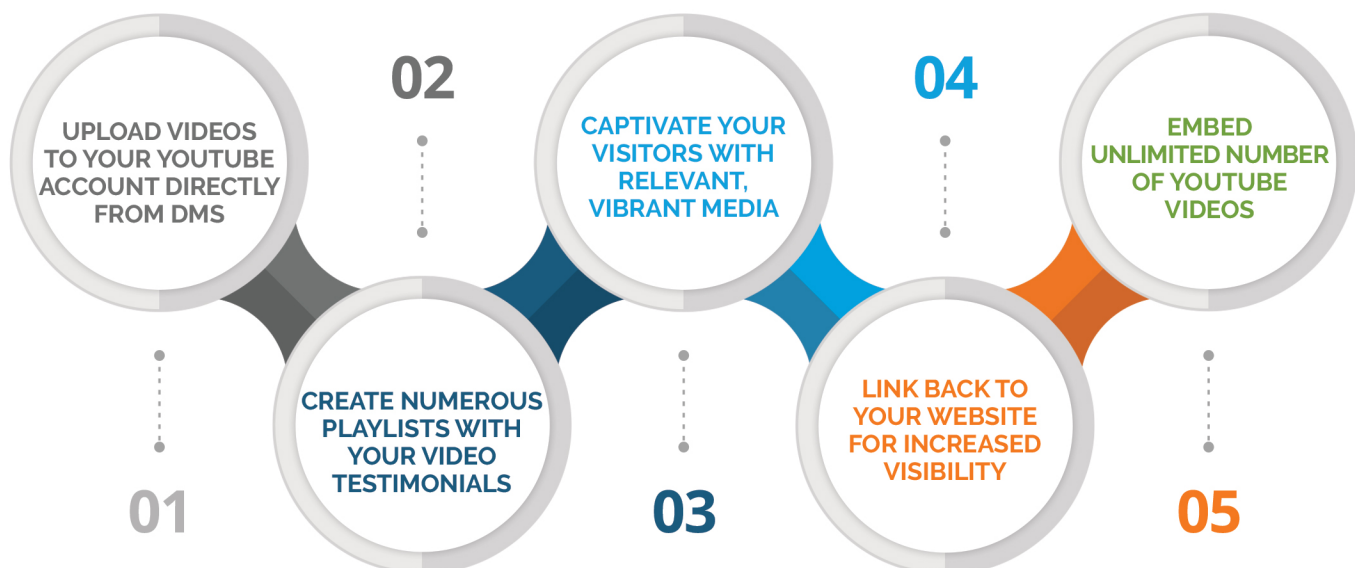 01
UPLOAD VIDEOS
TO YOUR YOUTUBE
ACCOUNT DIRECTLY
FROM DMS
02
CREATE NUMEROUS
PLAYLISTS WITH
YOUR VIDEO
TESTIMONIALS
03
CAPTIVATE YOUR
VISITORS WITH
RELEVANT,
VIBRANT MEDIA
04
LINK BACK TO
YOUR WEBSITE
FOR INCREASED
VISIBILITY
05
EMBED
UNLIMITED NUMBER
OF YOUTUBE
VIDEOS